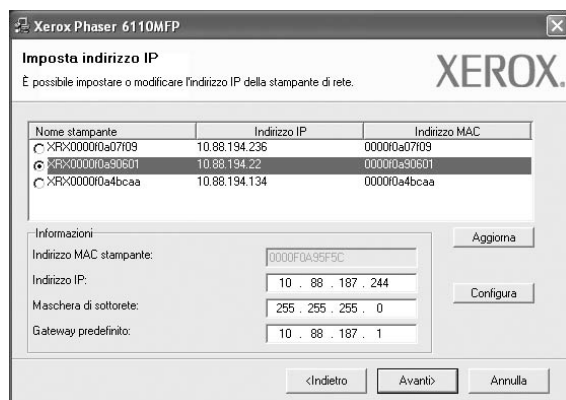 Xerox Phaser 6110MFP
Imposta indirizzo IP
È possibile impostare o modificare l'indirizzo IP della stampante di rete.
XEROX.
Nome stampante Indirizzo IP Indirizzo MAC
XRX0000f0a07f09 10.88.194.236 0000f0a07f09
XRX0000f0a90601 10.88.194.22 0000f0a90601
XRX0000f0a4bcaa 10.88.194.134 0000f0a4bcaa
Informazioni
Indirizzo MAC stampante: 0000F0A95F5C
Indirizzo IP: 10 . 88 . 187 . 244
Maschera di sottorete: 255 . 255 . 255 . 0
Gateway predefinito: 10 . 88 . 187 . 1
Aggiorna
Configura
<Indietro Avanti> Annulla